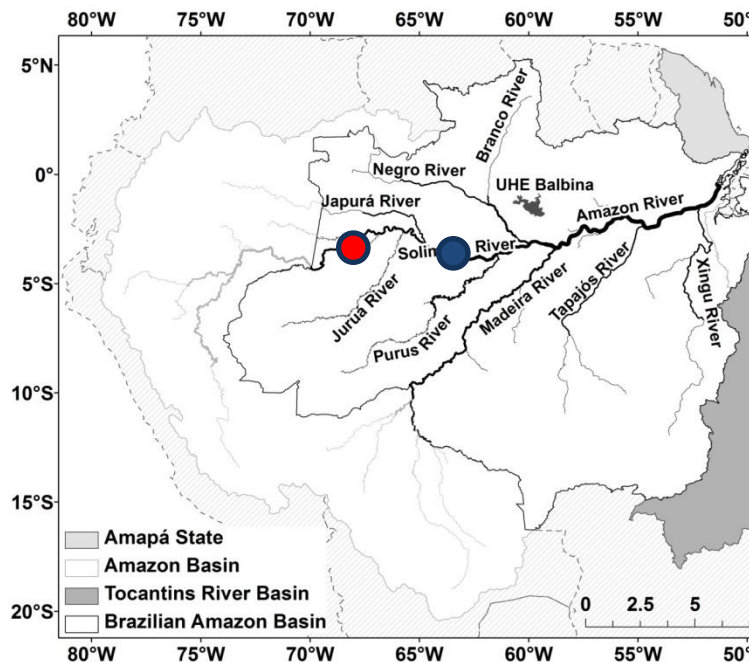 80°W 75°W 70°W 65°W 60°W 55°W 50°
5°N
Branco River
Negro River
0°
UHE Balbina
Japurá River
Amazon River
Solim River
5°S
Juruá River
Madeira River
Tapajós River
Xingu River
Purus River
10°S
15°S
Amapá State
Amazon Basin
Tocantins River Basin
0 2.5 5
20°S
Brazilian Amazon Basin
80°W 75°W 70°W 65°W 60°W 55°W 50°